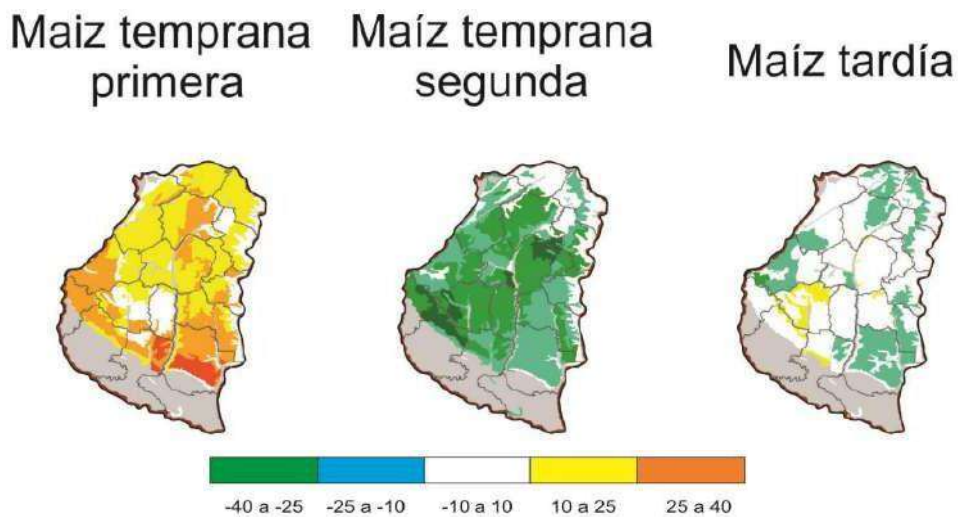 Maiz temprana
primera
Maíz temprana
segunda
Maíz tardía
-40 a -25
-25 a -10
-10 a 10
10 a 25
25 a 40